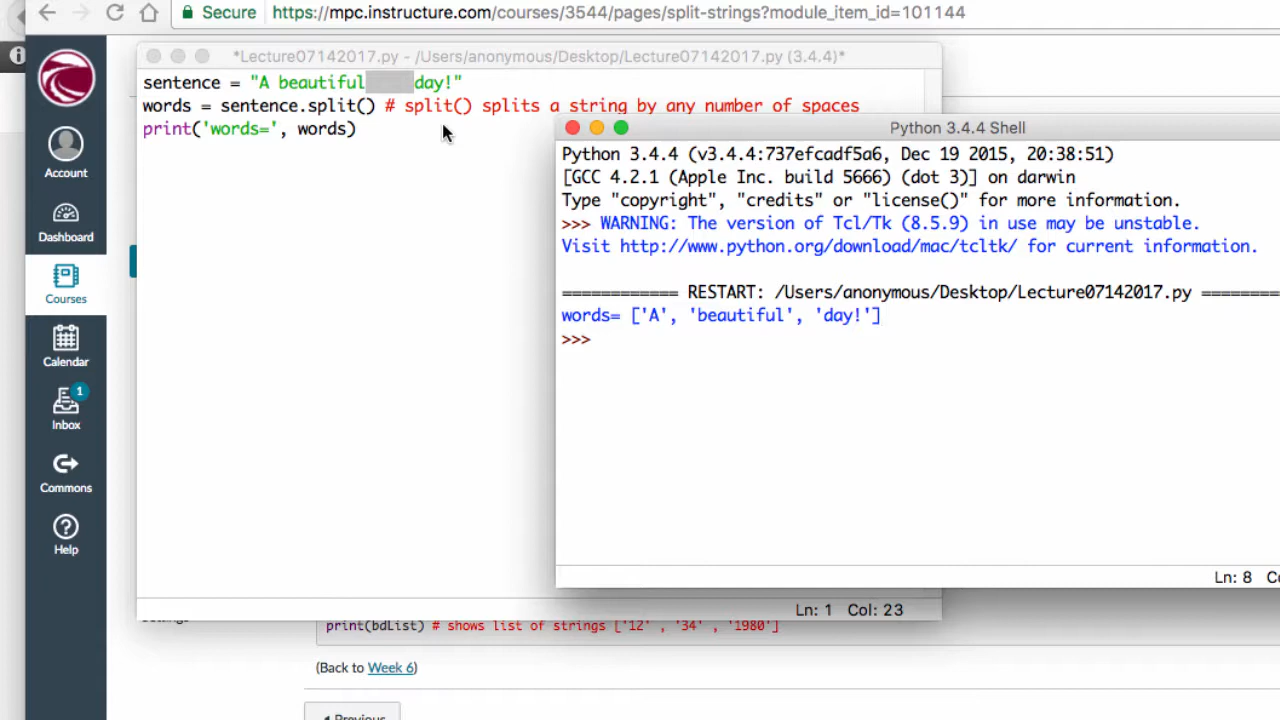 Secure https://mpc.instructure.com/courses/3544/pages/split-strings?module_item_id=101144
*Lecture07142017.py - /Users/anonymous/Desktop/Lecture07142017.py (3.4.4)*
sentence = "A beautiful     day!"
words = sentence.split() # split() splits a string by any number of spaces
print('words=', words)
Ln: 1 Col: 23
Python 3.4.4 Shell
Python 3.4.4 (v3.4.4:737efcadf5a6, Dec 19 2015, 20:38:51)
[GCC 4.2.1 (Apple Inc. build 5666) (dot 3)] on darwin
Type "copyright", "credits" or "license()" for more information.
>>> WARNING: The version of Tcl/Tk (8.5.9) in use may be unstable.
Visit http://www.python.org/download/mac/tcltk/ for current information.
============ RESTART: /Users/anonymous/Desktop/Lecture07142017.py ========
words= ['A', 'beautiful', 'day!']
>>>
Ln: 8
Account
Dashboard
Courses
Calendar
1
Inbox
Commons
Help
print(bdList) # shows list of strings ['12' , '34' , '1980']
(Back to Week 6)
Previous